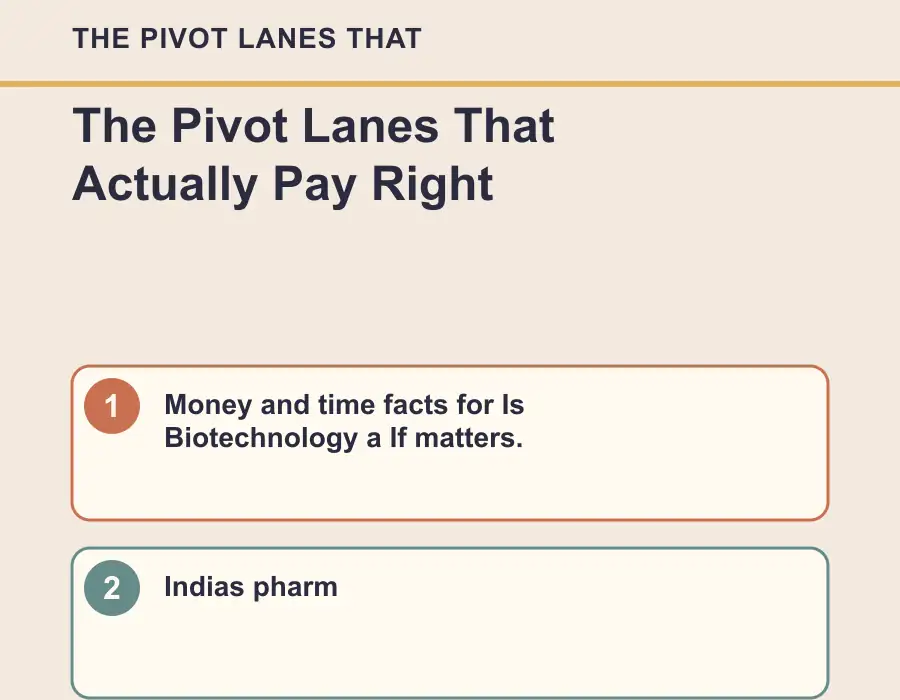 THE PIVOT LANES THAT
The Pivot Lanes That
Actually Pay Right
1
Money and time facts for Is
Biotechnology a If matters.
2
Indias pharm